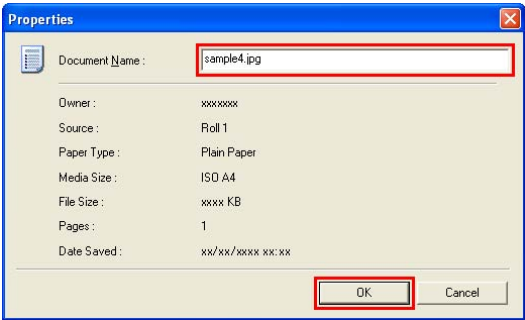 Properties
Document Name : sample4.jpg
Owner : xxxxxxx
Source : Roll 1
Paper Type : Plain Paper
Media Size : ISO A4
File Size : xxxx KB
Pages : 1
Date Saved : xx/xx/xxxx xx:xx
OK Cancel